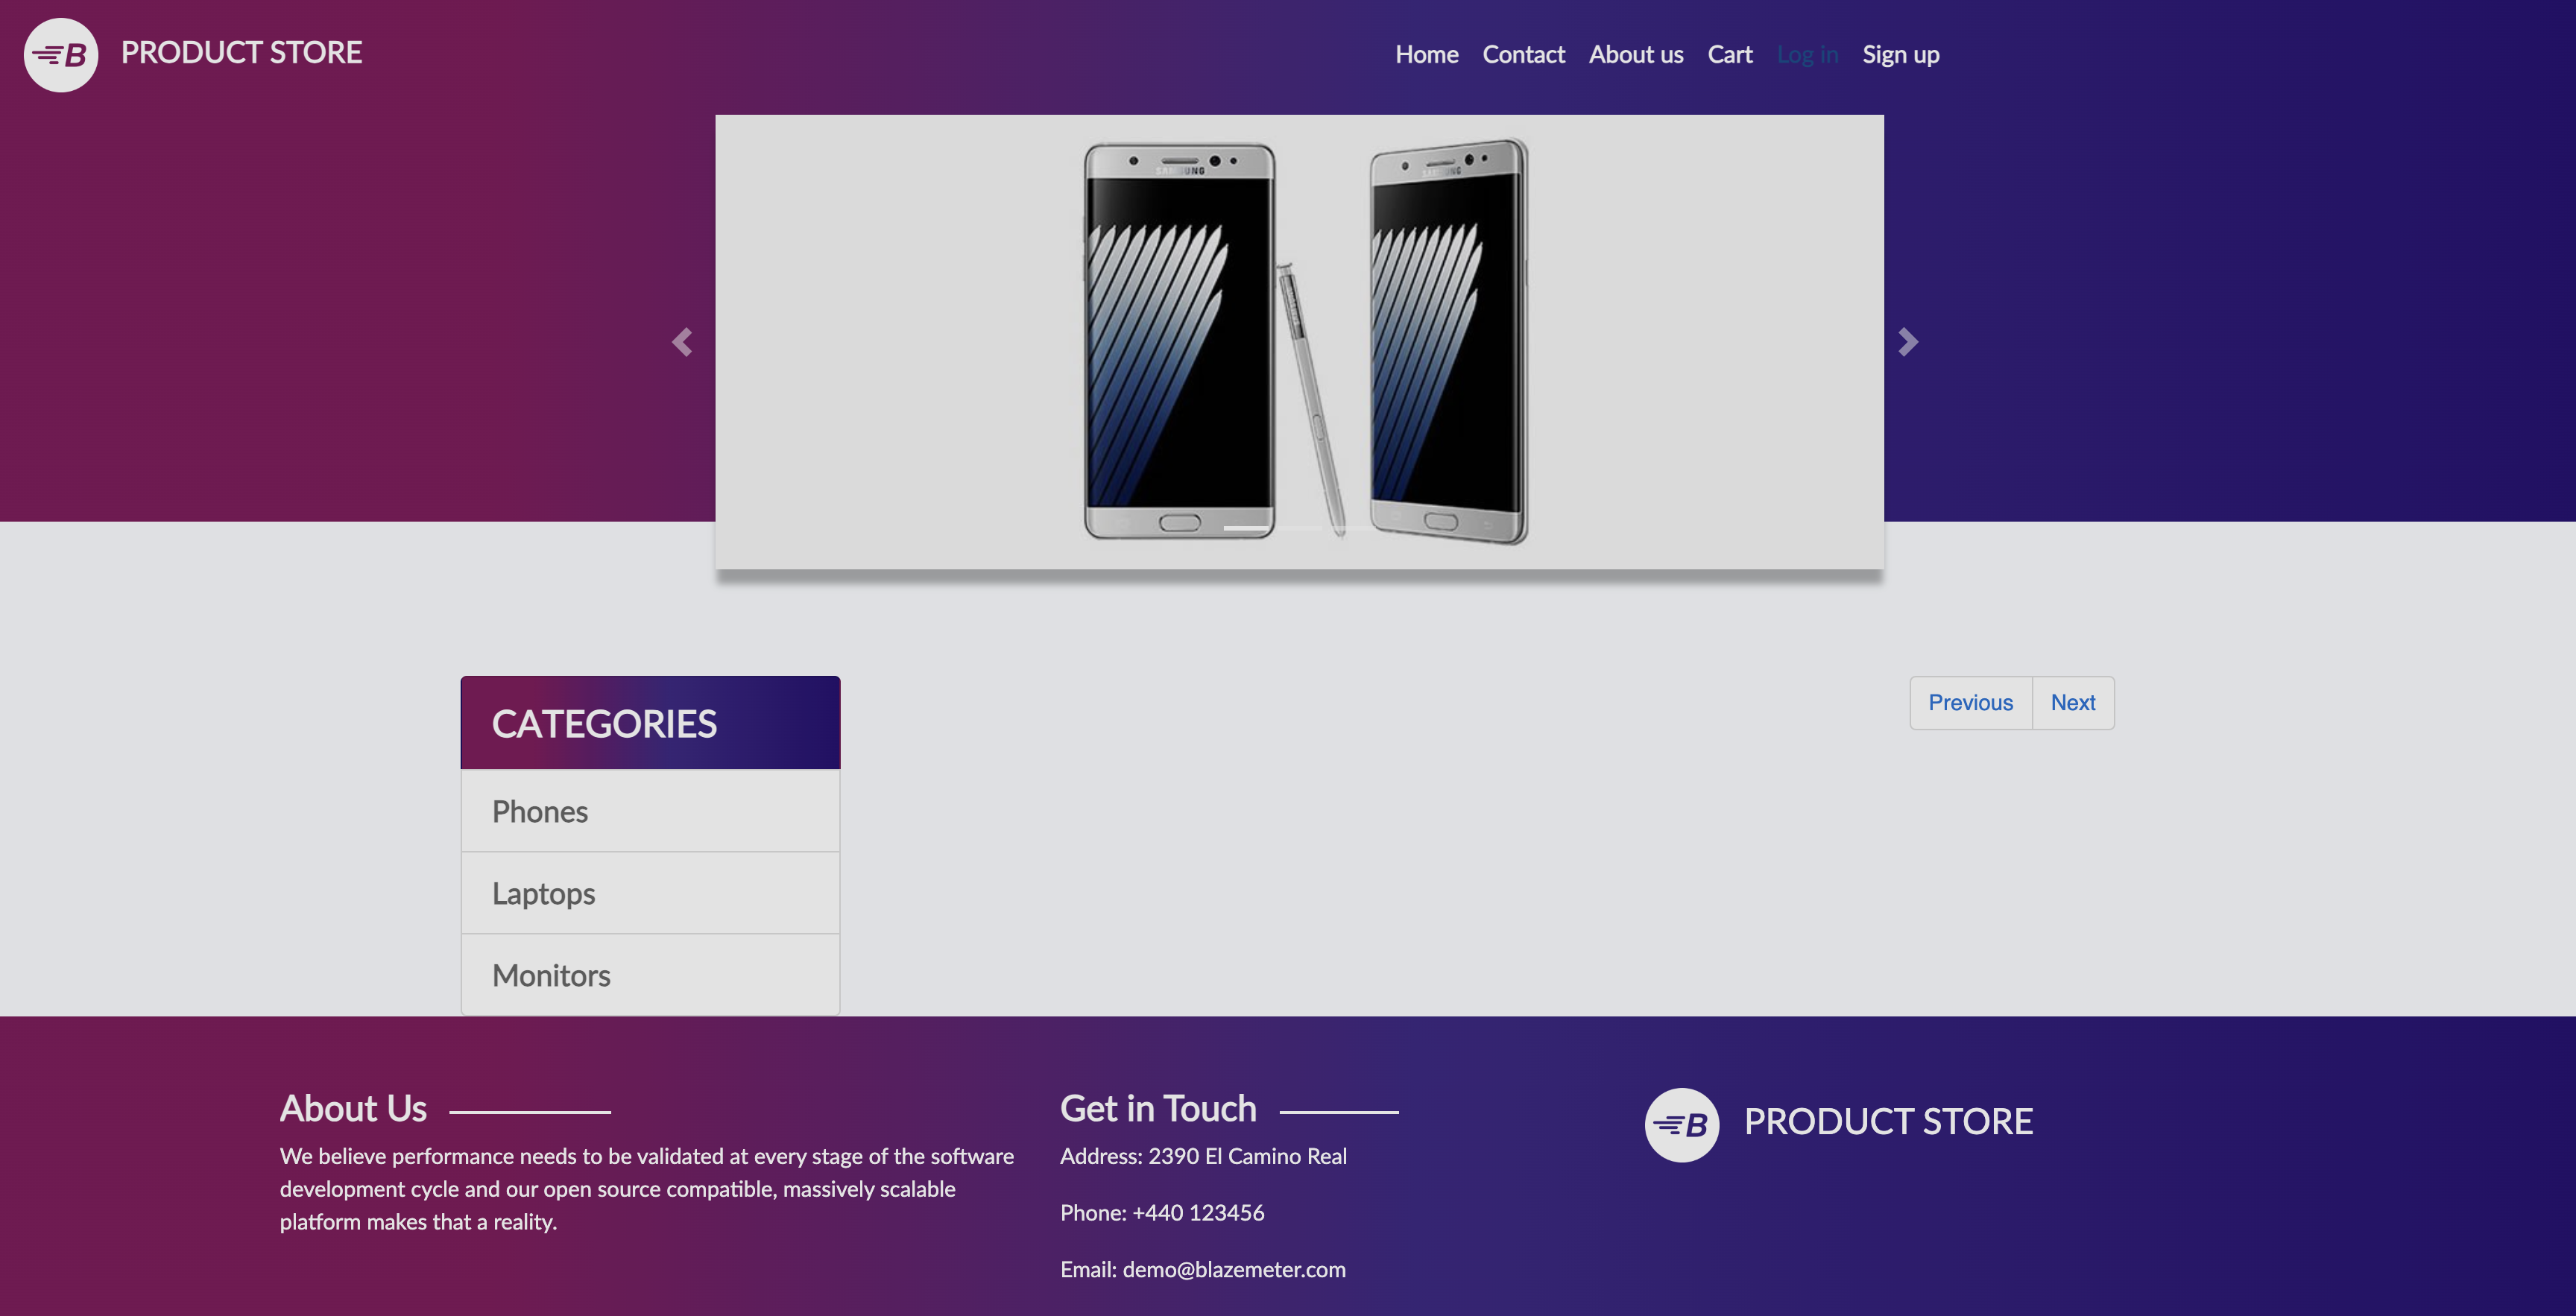 B PRODUCT STORE
Home Contact About us Cart Log in Sign up
SAMSUNG SAMSUNG
CATEGORIES
Phones
Laptops
Monitors
Previous Next
About Us
We believe performance needs to be validated at every stage of the software
development cycle and our open source compatible, massively scalable
platform makes that a reality.
Get in Touch
Address: 2390 El Camino Real
Phone: +440 123456
Email: demo@blazemeter.com
B PRODUCT STORE